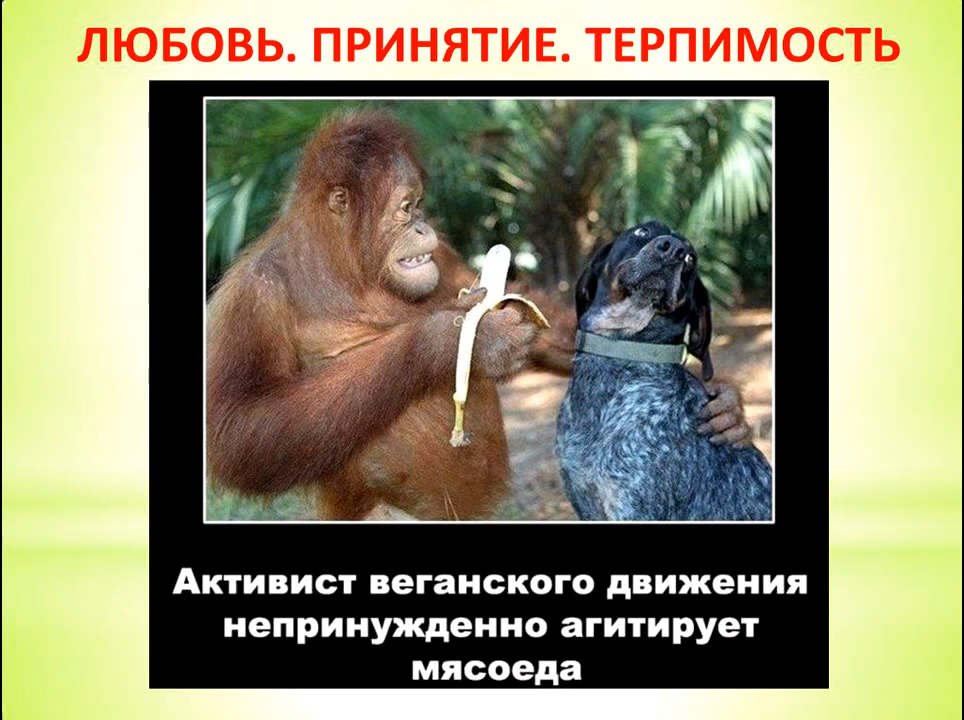 ЛЮБОВЬ. ПРИНЯТИЕ. ТЕРПИМОСТЬ
Активист веганского движения
непринужденно агитирует
мясоеда